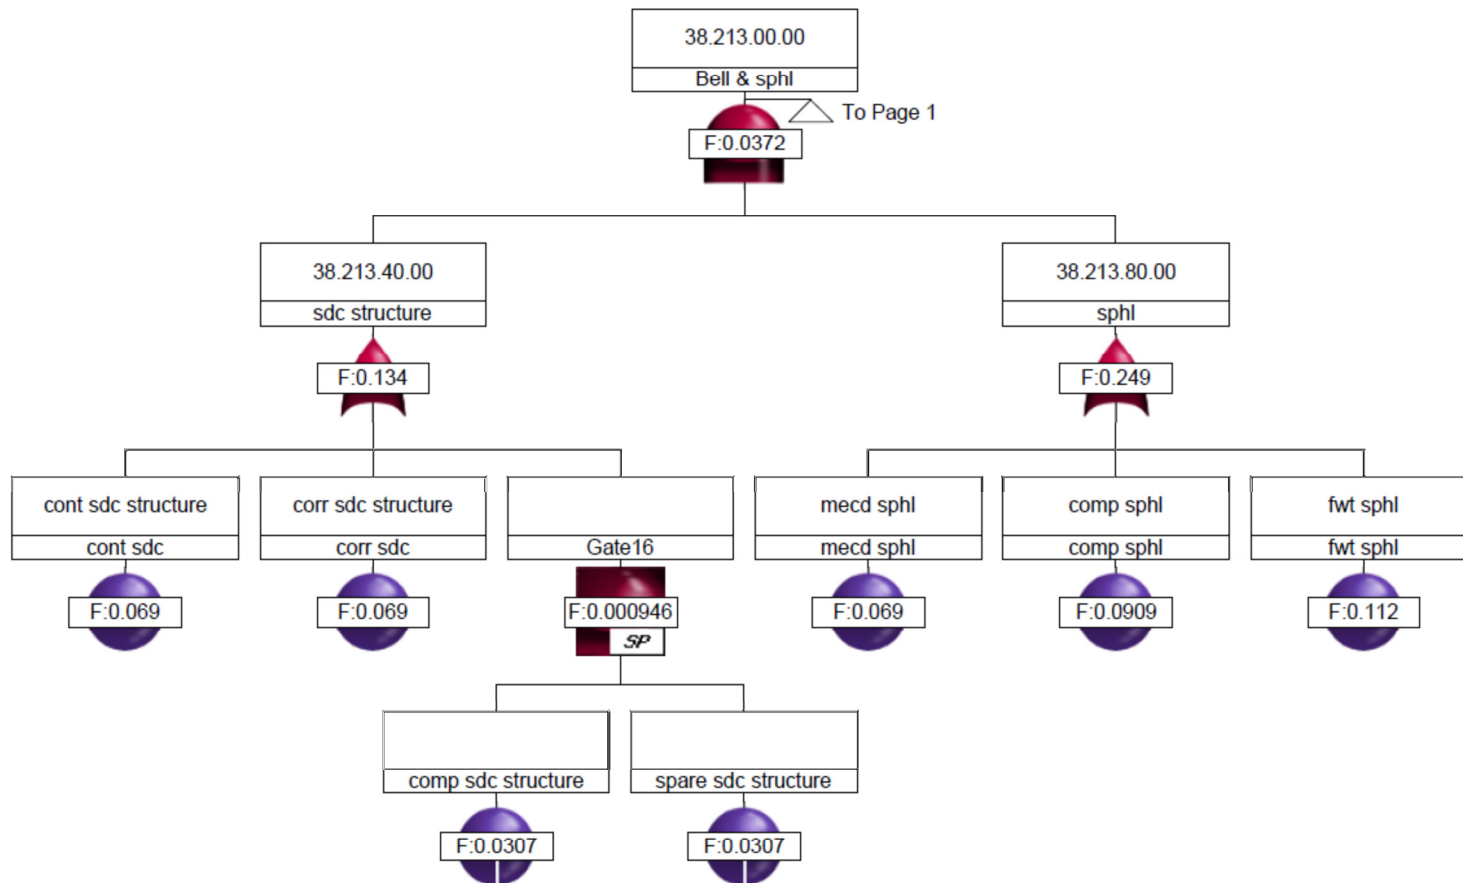 38.213.00.00
Bell & sphl
To Page 1
F:0.0372
38.213.40.00
sdc structure
F:0.134
38.213.80.00
sphl
F:0.249
cont sdc structure
cont sdc
F:0.069
corr sdc structure
corr sdc
F:0.069
Gate16
F:0.000946
SP
mecd sphl
mecd sphl
F:0.069
comp sphl
comp sphl
F:0.0909
fwt sphl
fwt sphl
F:0.112
comp sdc structure
F:0.0307
spare sdc structure
F:0.0307